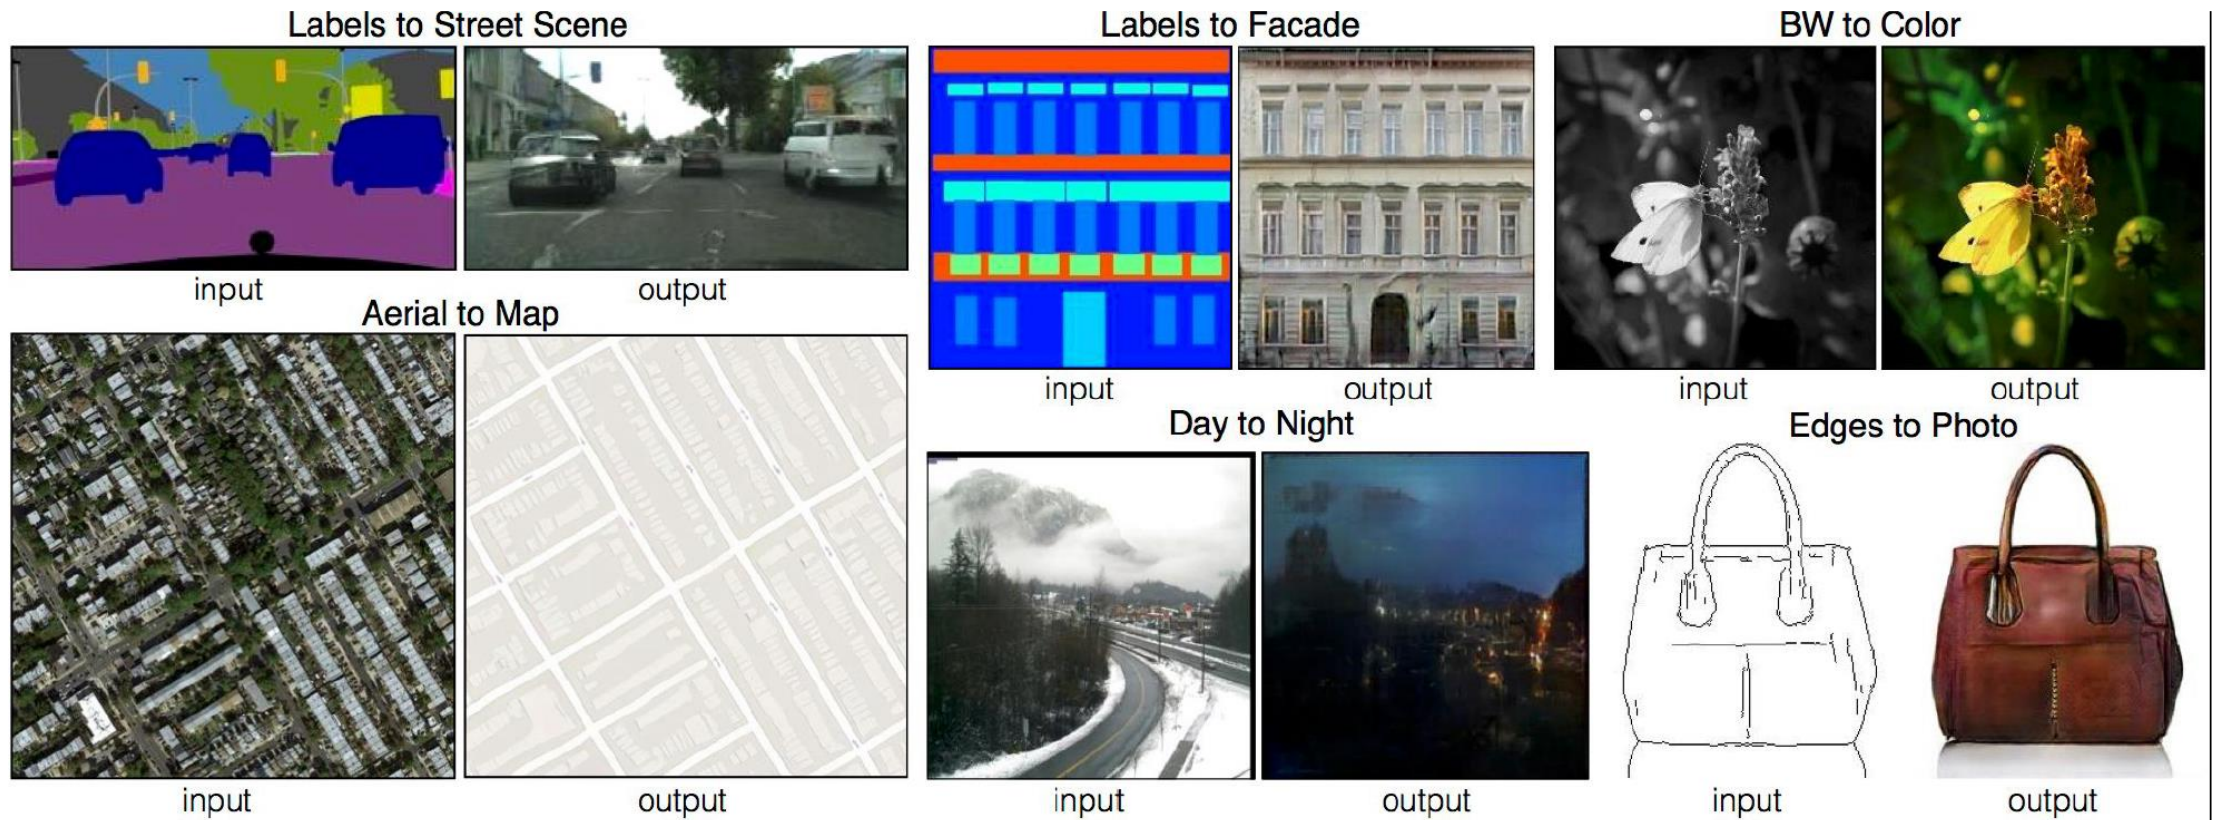 Labels to Street Scene
input
output
Aerial to Map
input
output
Labels to Facade
input
output
BW to Color
input
output
Day to Night
input
output
Edges to Photo
input
output